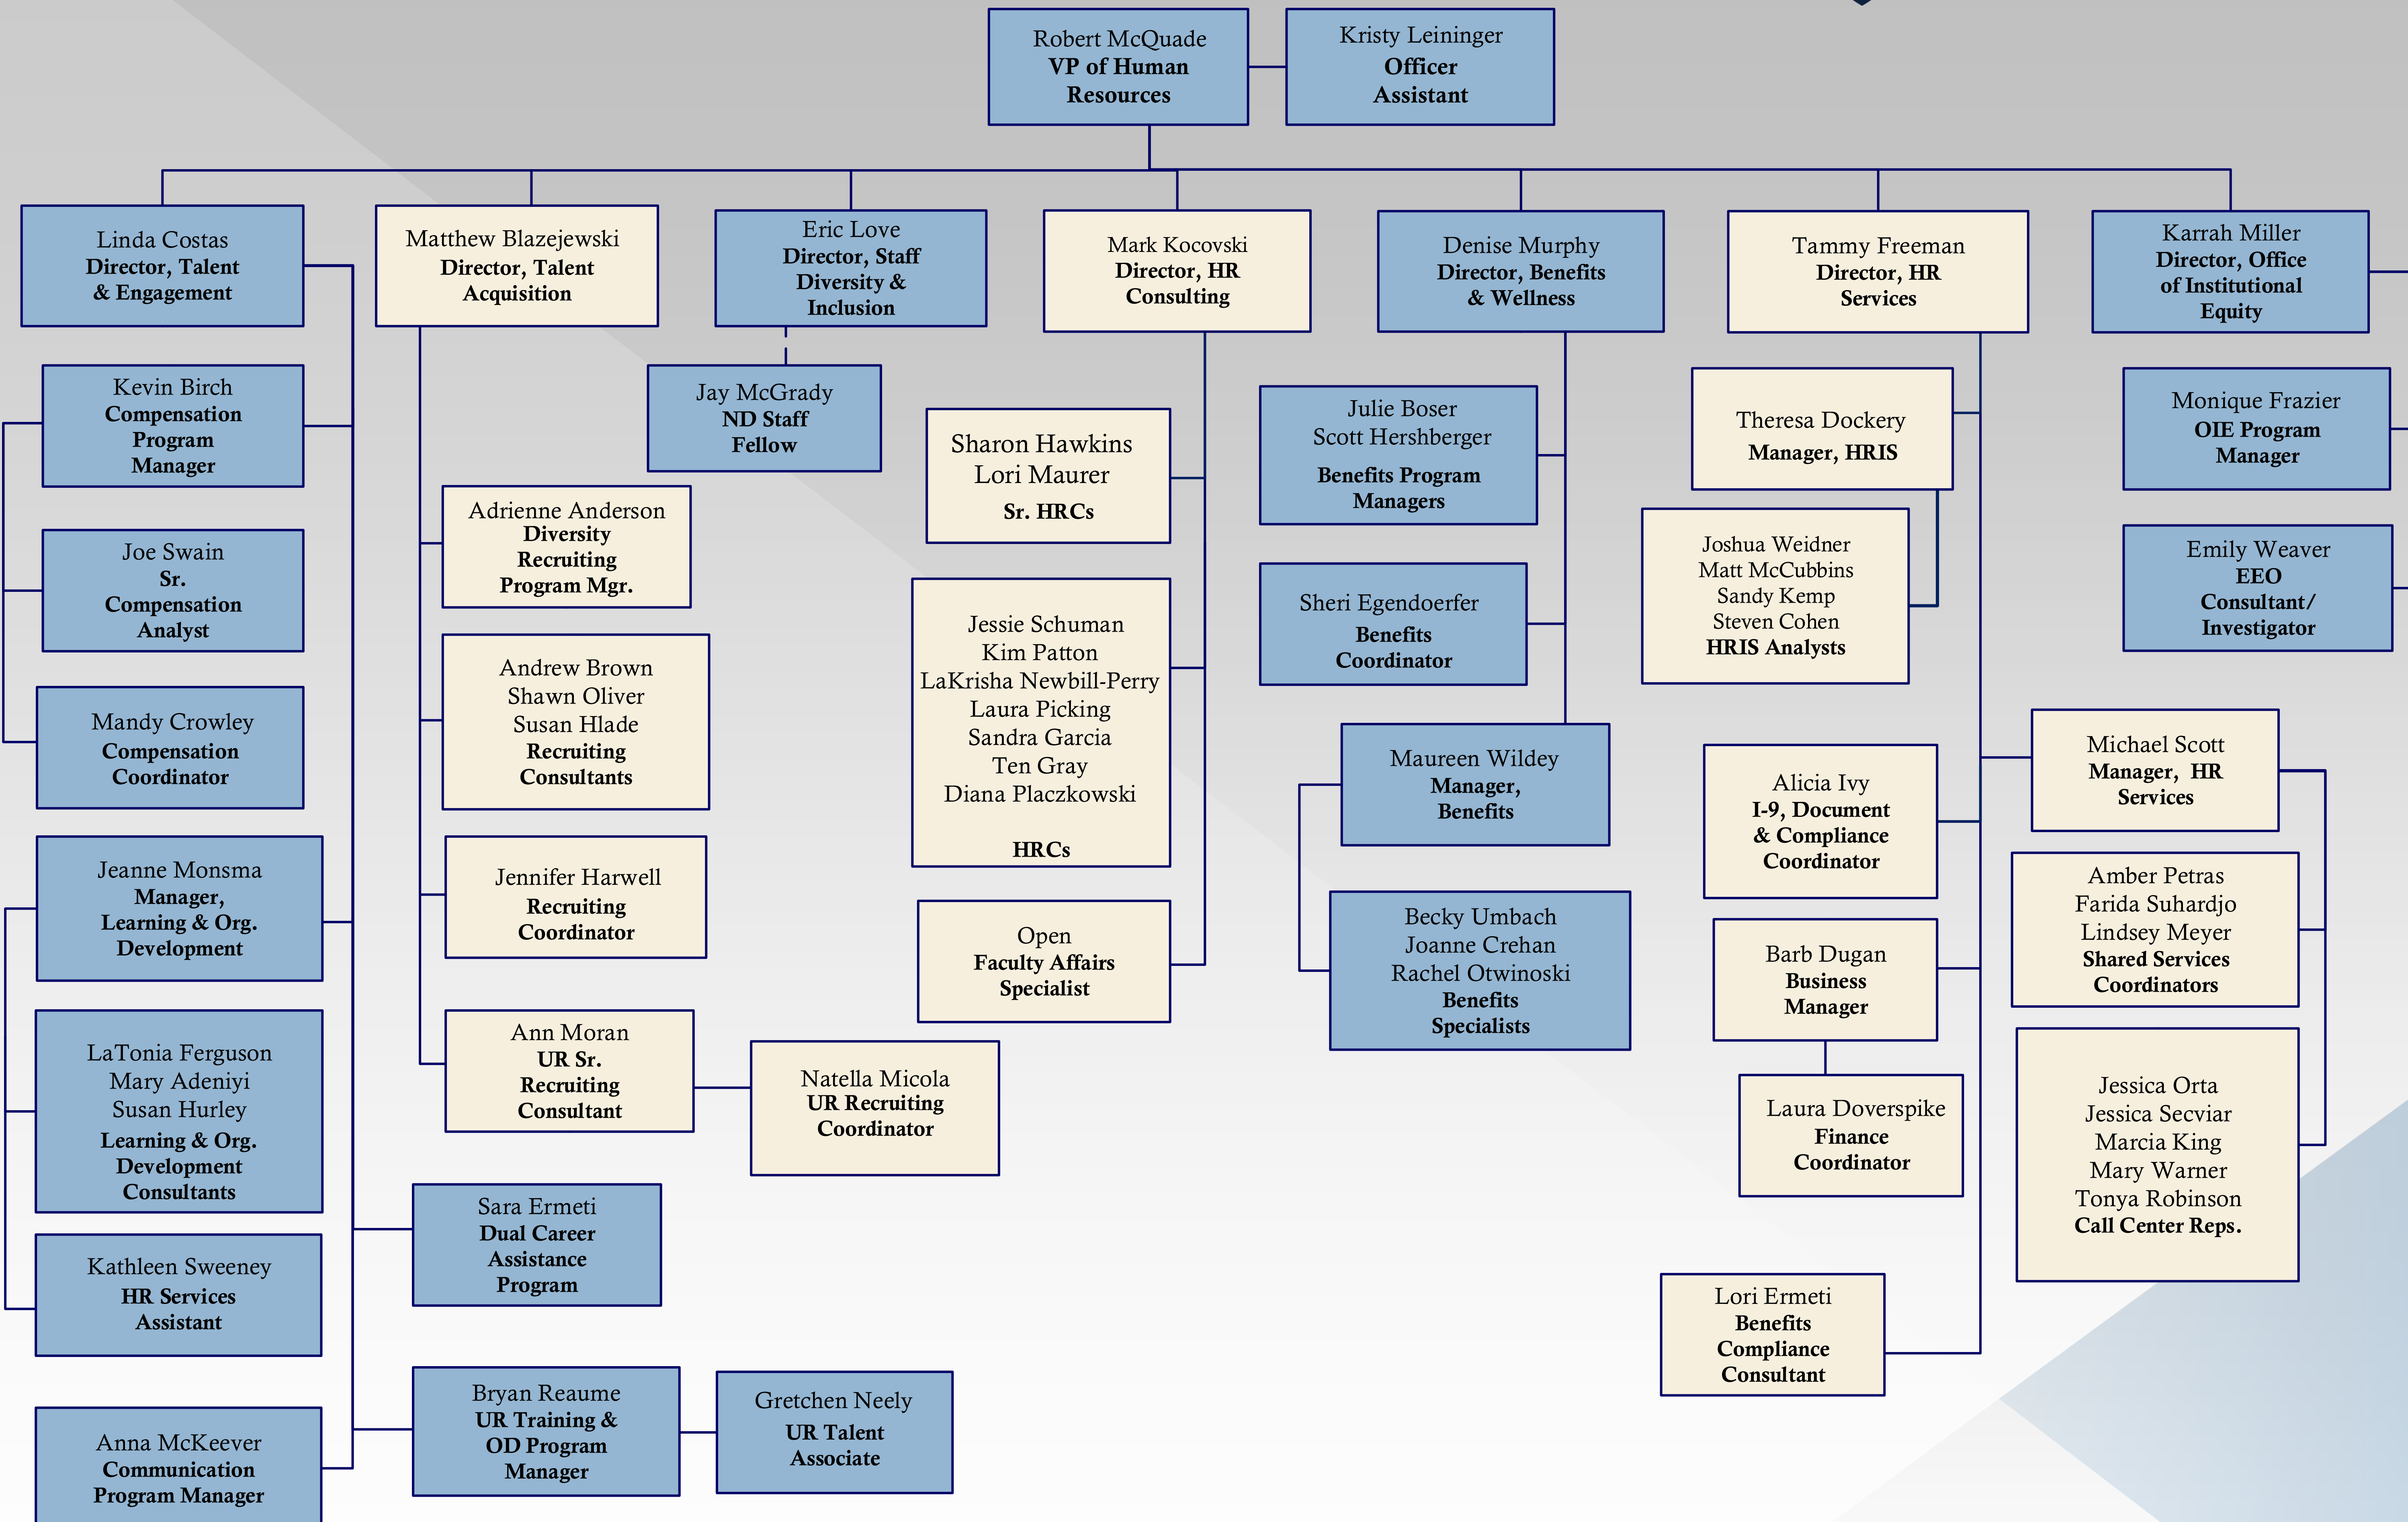 Robert McQuade
VP of Human
Resources
Kristy Leininger
Officer
Assistant
Linda Costas
Director, Talent
& Engagement
Matthew Blazejewski
Director, Talent
Acquisition
Eric Love
Director, Staff
Diversity &
Inclusion
Mark Kocovski
Director, HR
Consulting
Denise Murphy
Director, Benefits
& Wellness
Tammy Freeman
Director, HR
Services
Karrah Miller
Director, Office
of Institutional
Equity
Kevin Birch
Compensation
Program
Manager
Joe Swain
Sr.
Compensation
Analyst
Mandy Crowley
Compensation
Coordinator
Jeanne Monsma
Manager,
Learning & Org.
Development
LaTonia Ferguson
Mary Adeniyi
Susan Hurley
Learning & Org.
Development
Consultants
Kathleen Sweeney
HR Services
Assistant
Anna McKeever
Communication
Program Manager
Sara Ermeti
Dual Career
Assistance
Program
Bryan Reaume
UR Training &
OD Program
Manager
Gretchen Neely
UR Talent
Associate
Adrienne Anderson
Diversity
Recruiting
Program Mgr.
Andrew Brown
Shawn Oliver
Susan Hlade
Recruiting
Consultants
Jennifer Harwell
Recruiting
Coordinator
Ann Moran
UR Sr.
Recruiting
Consultant
Natella Micola
UR Recruiting
Coordinator
Jay McGrady
ND Staff
Fellow
Sharon Hawkins
Lori Maurer
Sr. HRCs
Jessie Schuman
Kim Patton
LaKrisha Newbill-Perry
Laura Picking
Sandra Garcia
Ten Gray
Diana Placzkowski
HRCs
Open
Faculty Affairs
Specialist
Julie Boser
Scott Hershberger
Benefits Program
Managers
Sheri Egendoerfer
Benefits
Coordinator
Maureen Wildey
Manager,
Benefits
Becky Umbach
Joanne Crehan
Rachel Otwinoski
Benefits
Specialists
Theresa Dockery
Manager, HRIS
Joshua Weidner
Matt McCubbins
Sandy Kemp
Steven Cohen
HRIS Analysts
Alicia Ivy
I-9, Document
& Compliance
Coordinator
Barb Dugan
Business
Manager
Laura Doverspike
Finance
Coordinator
Lori Ermeti
Benefits
Compliance
Consultant
Michael Scott
Manager, HR
Services
Amber Petras
Farida Suhardjo
Lindsey Meyer
Shared Services
Coordinators
Jessica Orta
Jessica Secviar
Marcia King
Mary Warner
Tonya Robinson
Call Center Reps.
Monique Frazier
OIE Program
Manager
Emily Weaver
EEO
Consultant/
Investigator